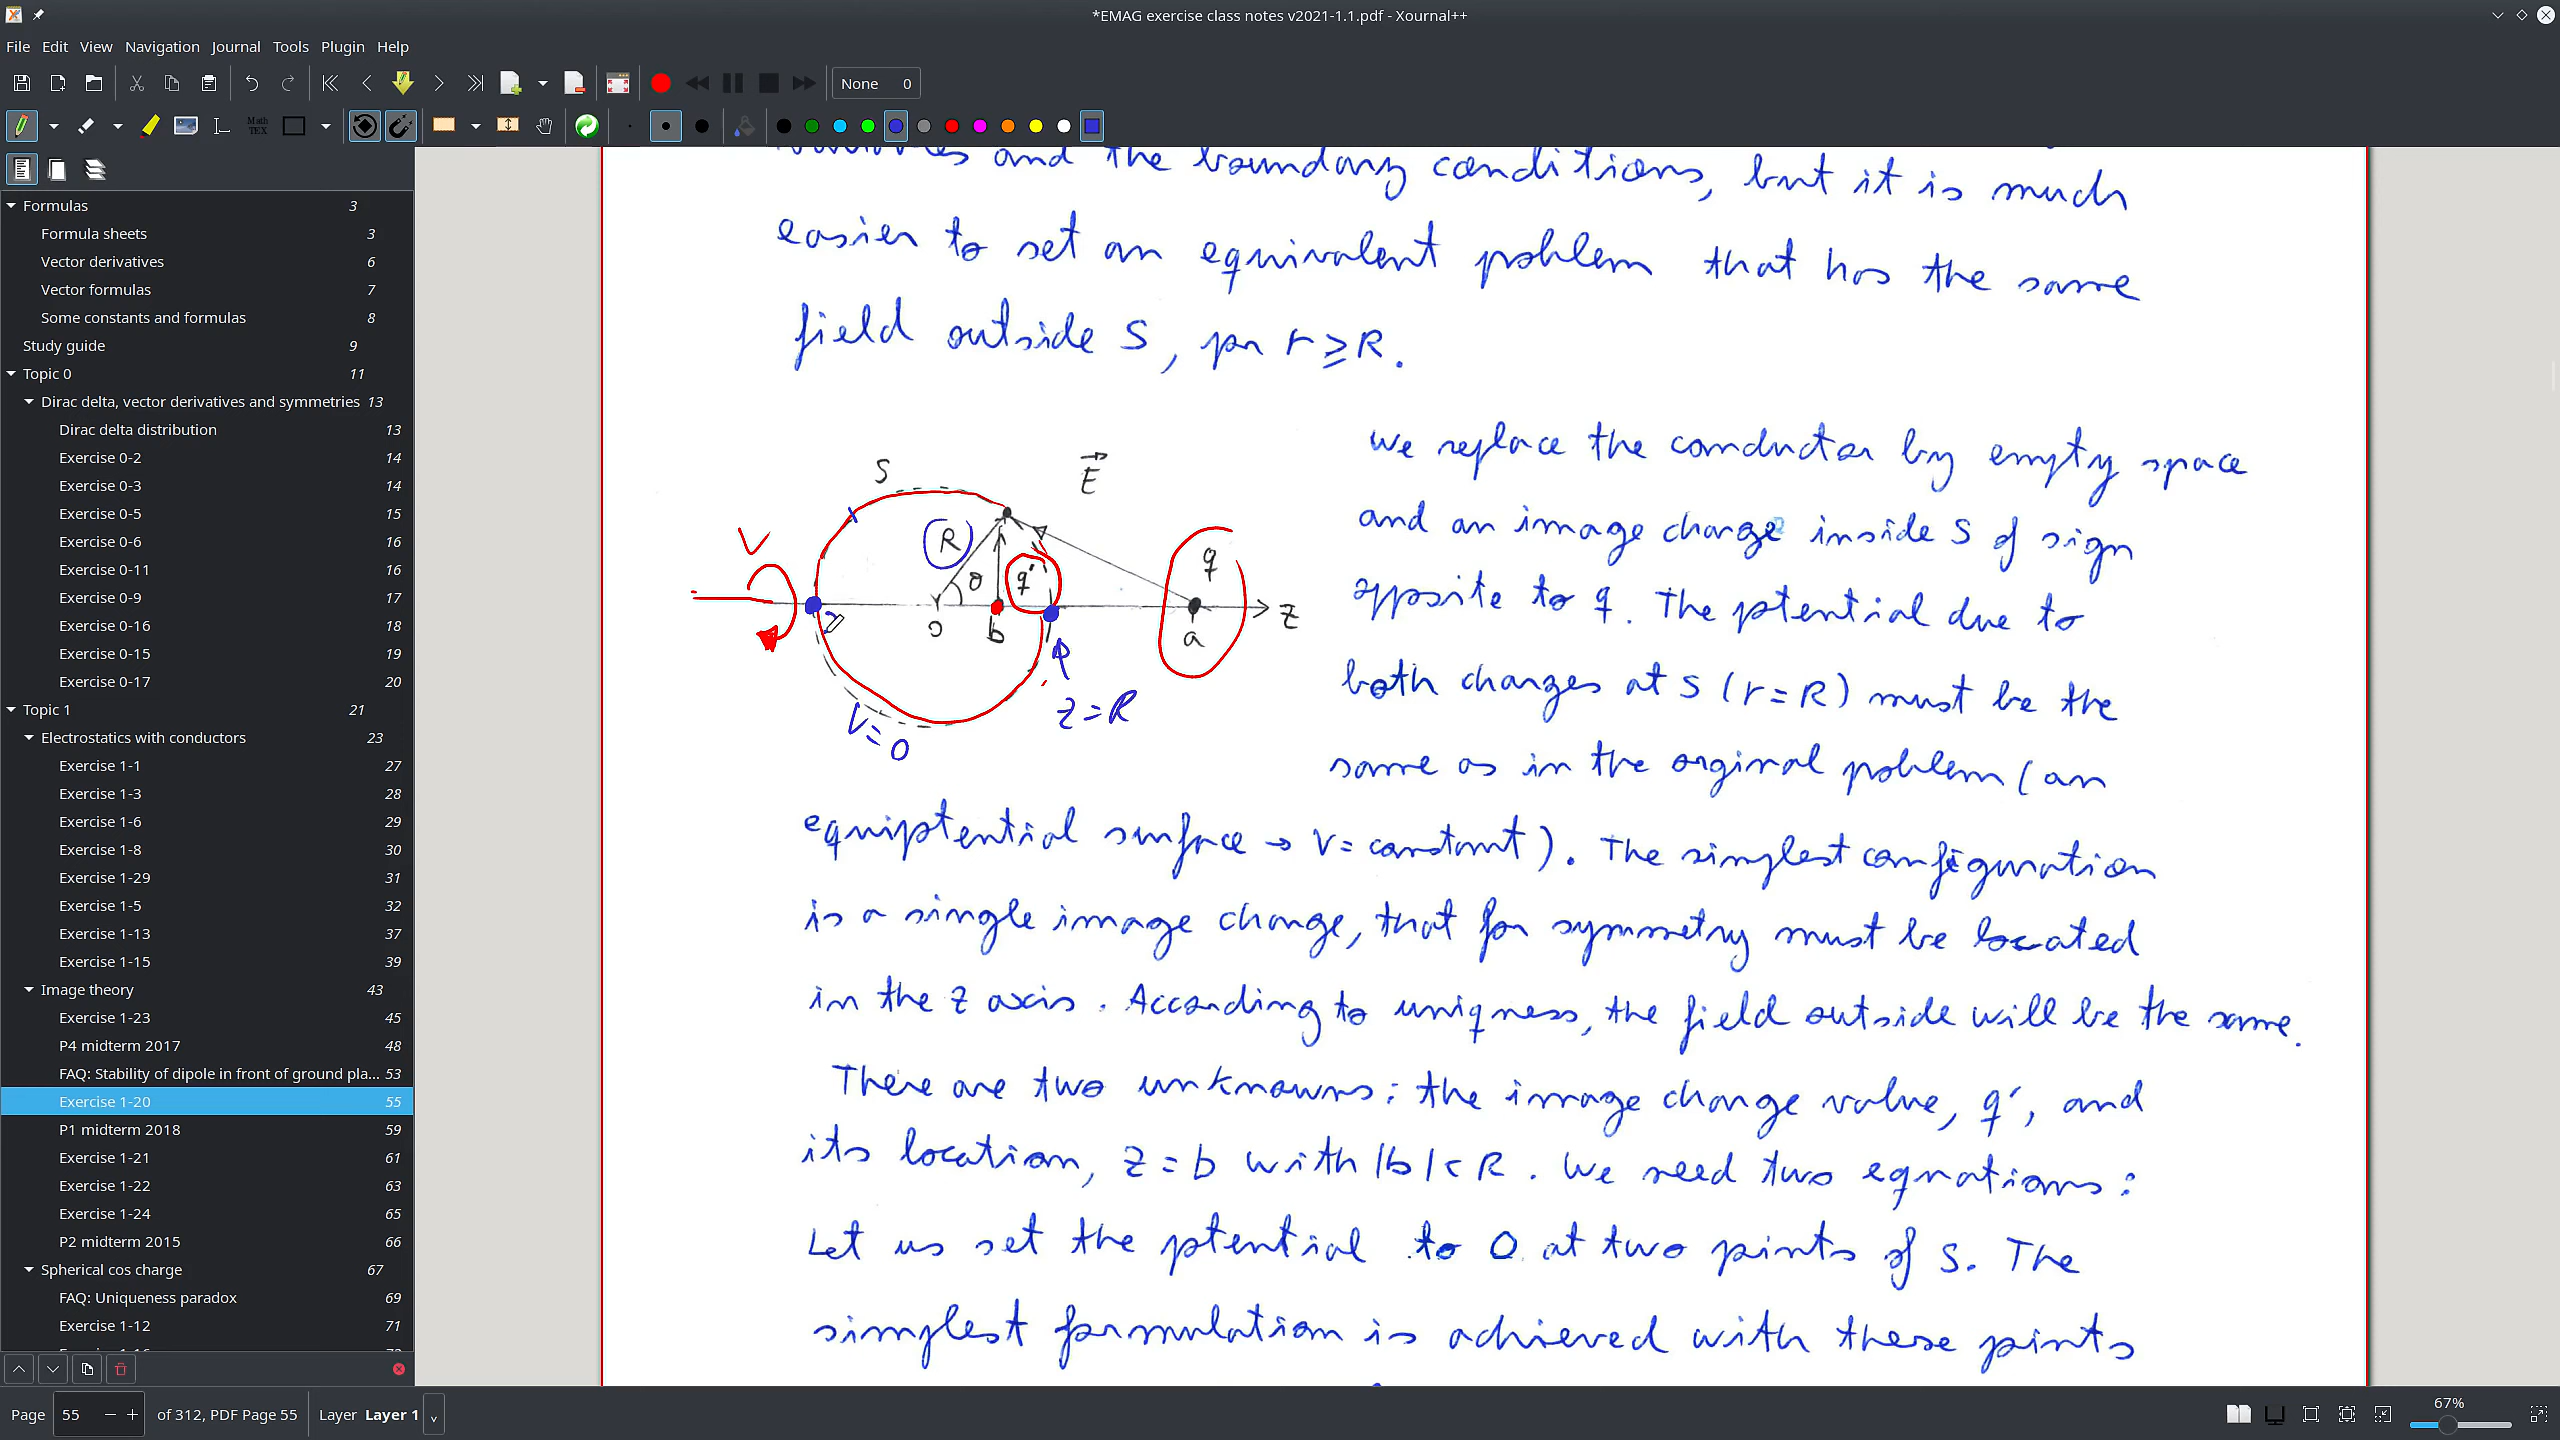 *EMAG exercise class notes v2021-1.1.pdf - Xournal++
File Edit View Navigation Journal Tools Plugin Help
None 0
Math TEX
Formulas 3
Formula sheets 3
Vector derivatives 6
Vector formulas 7
Some constants and formulas 8
Study guide 9
Topic 0 11
Dirac delta, vector derivatives and symmetries 13
Dirac delta distribution 13
Exercise 0-2 14
Exercise 0-3 14
Exercise 0-5 15
Exercise 0-6 16
Exercise 0-11 16
Exercise 0-9 17
Exercise 0-16 18
Exercise 0-15 19
Exercise 0-17 20
Topic 1 21
Electrostatics with conductors 23
Exercise 1-1 27
Exercise 1-3 28
Exercise 1-6 29
Exercise 1-8 30
Exercise 1-29 31
Exercise 1-5 32
Exercise 1-13 37
Exercise 1-15 39
Image theory 43
Exercise 1-23 45
P4 midterm 2017 48
FAQ: Stability of dipole in front of ground pla... 53
Exercise 1-20 55
P1 midterm 2018 59
Exercise 1-21 61
Exercise 1-22 63
Exercise 1-24 65
P2 midterm 2015 66
Spherical cos charge 67
FAQ: Uniqueness paradox 69
Exercise 1-12 71
and the boundary conditions, but it is much
easier to set an equivalent problem that has the same
field outside S, for r ≥ R.
S E
R θ q' q
V
0 b a z
z = R
V = 0
We replace the conductor by empty space
and an image charge inside S of sign
opposite to q. The potential due to
both charges at S (r = R) must be the
same as in the orginal problem (an
equipotential surface → V = constant). The simplest configuration
is a single image charge, that for symmetry must be located
in the z axis. According to uniqness, the field outside will be the same.
There are two unknowns: the image charge value, q', and
its location, z = b with |b| < R. We need two equations:
Let us set the potential to 0 at two points of S. The
simplest formulation is achieved with these points
Page 55 of 312, PDF Page 55 Layer Layer 1
67%